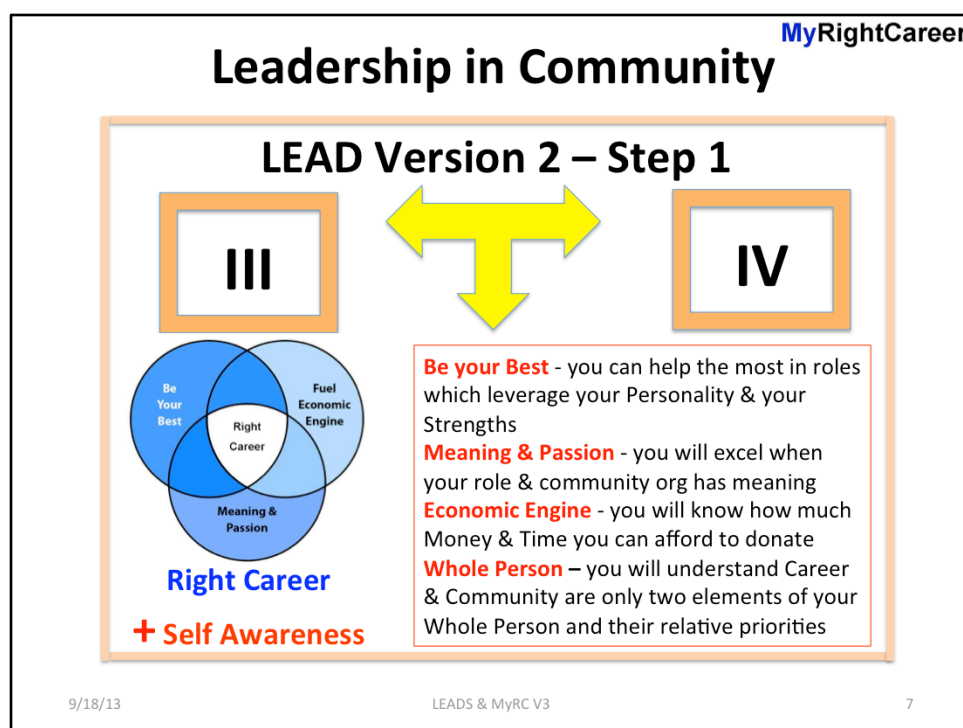 MyRightCareer
Leadership in Community
LEAD Version 2 – Step 1
III
IV
Be
Your
Best
Fuel
Economic
Engine
Right
Career
Meaning &
Passion
Right Career
+ Self Awareness
Be your Best - you can help the most in roles
which leverage your Personality & your
Strengths
Meaning & Passion - you will excel when
your role & community org has meaning
Economic Engine - you will know how much
Money & Time you can afford to donate
Whole Person – you will understand Career
& Community are only two elements of your
Whole Person and their relative priorities
9/18/13
LEADS & MyRC V3
7